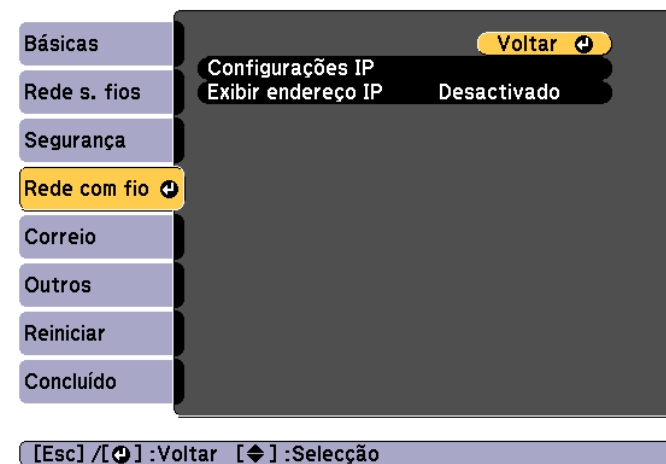 Básicas
Rede s. fios
Segurança
Rede com fio
Correio
Outros
Reiniciar
Concluído
Voltar
Configurações IP
Exibir endereço IP Desactivado
[Esc] /[ ] :Voltar [ ] :Selecção